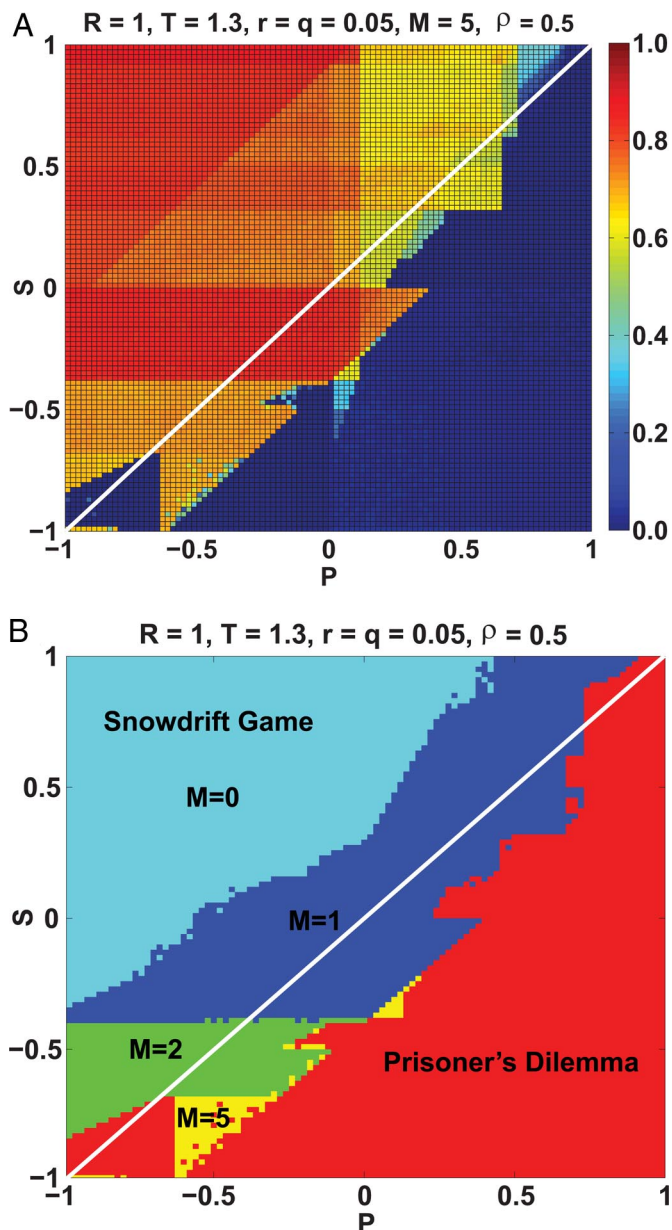 A
R = 1, T = 1.3, r = q = 0.05, M = 5, ρ = 0.5
1
0.5
0
−0.5
−1
S
−1
−0.5
0
0.5
1
P
1.0
0.8
0.6
0.4
0.2
0.0
B
R = 1, T = 1.3, r = q = 0.05, ρ = 0.5
1
0.5
0
−0.5
−1
S
Snowdrift Game
M=0
M=1
M=2
Prisoner's Dilemma
M=5
−1
−0.5
0
0.5
1
P